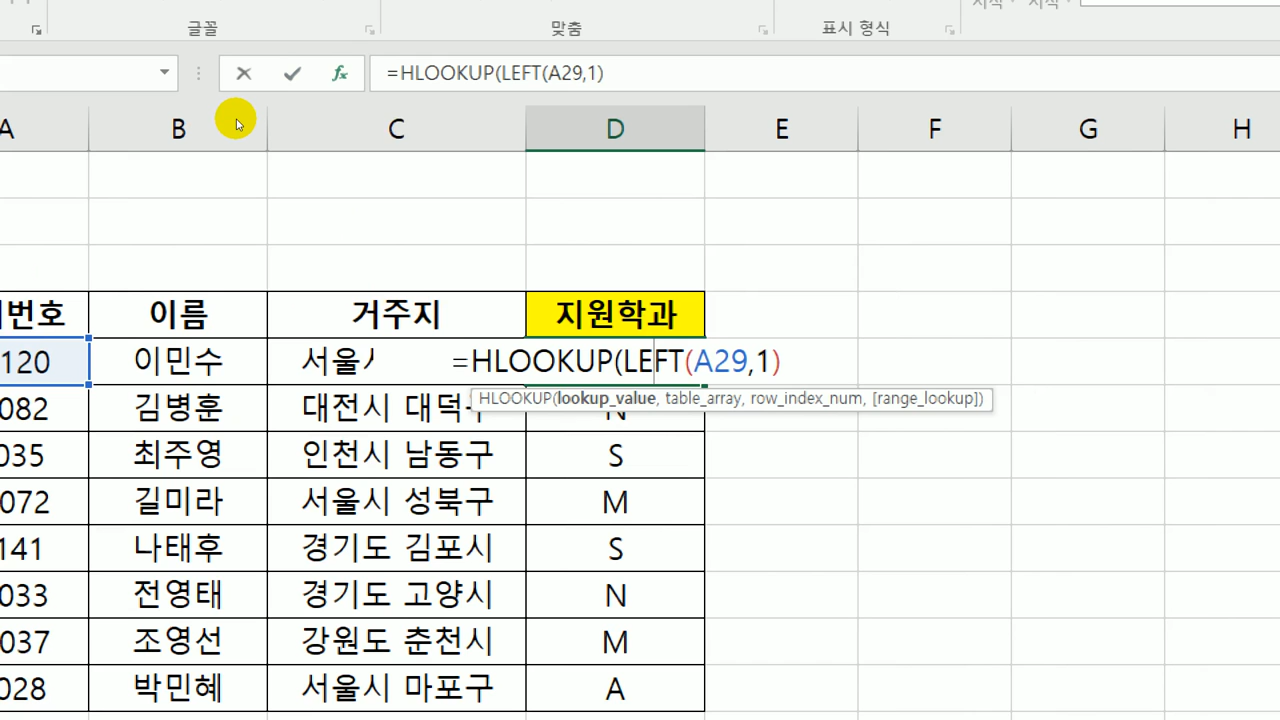 글꼴 맞춤 표시 형식
fx =HLOOKUP(LEFT(A29,1)
A B C D E F G H
번호 이름 거주지 지원학과
120 이민수 서울 =HLOOKUP(LEFT(A29,1)
HLOOKUP(lookup_value, table_array, row_index_num, [range_lookup])
082 김병훈 대전시 대덕구 N
035 최주영 인천시 남동구 S
072 길미라 서울시 성북구 M
141 나태후 경기도 김포시 S
033 전영태 경기도 고양시 N
037 조영선 강원도 춘천시 M
028 박민혜 서울시 마포구 A